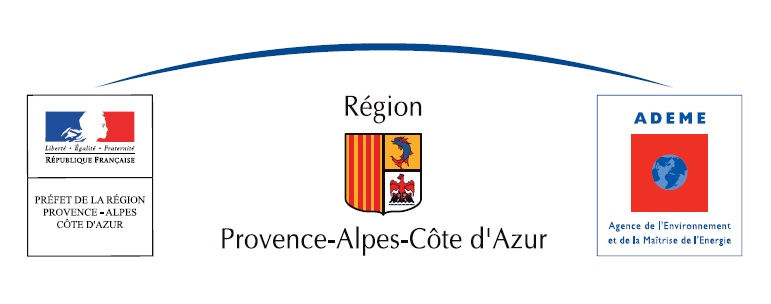 Liberté • Égalité • Fraternité
RÉPUBLIQUE FRANÇAISE
PRÉFET DE LA RÉGION
PROVENCE - ALPES
CÔTE D'AZUR
Région
Provence-Alpes-Côte d'Azur
ADEME
Agence de l'Environnement
et de la Maîtrise de l'Energie